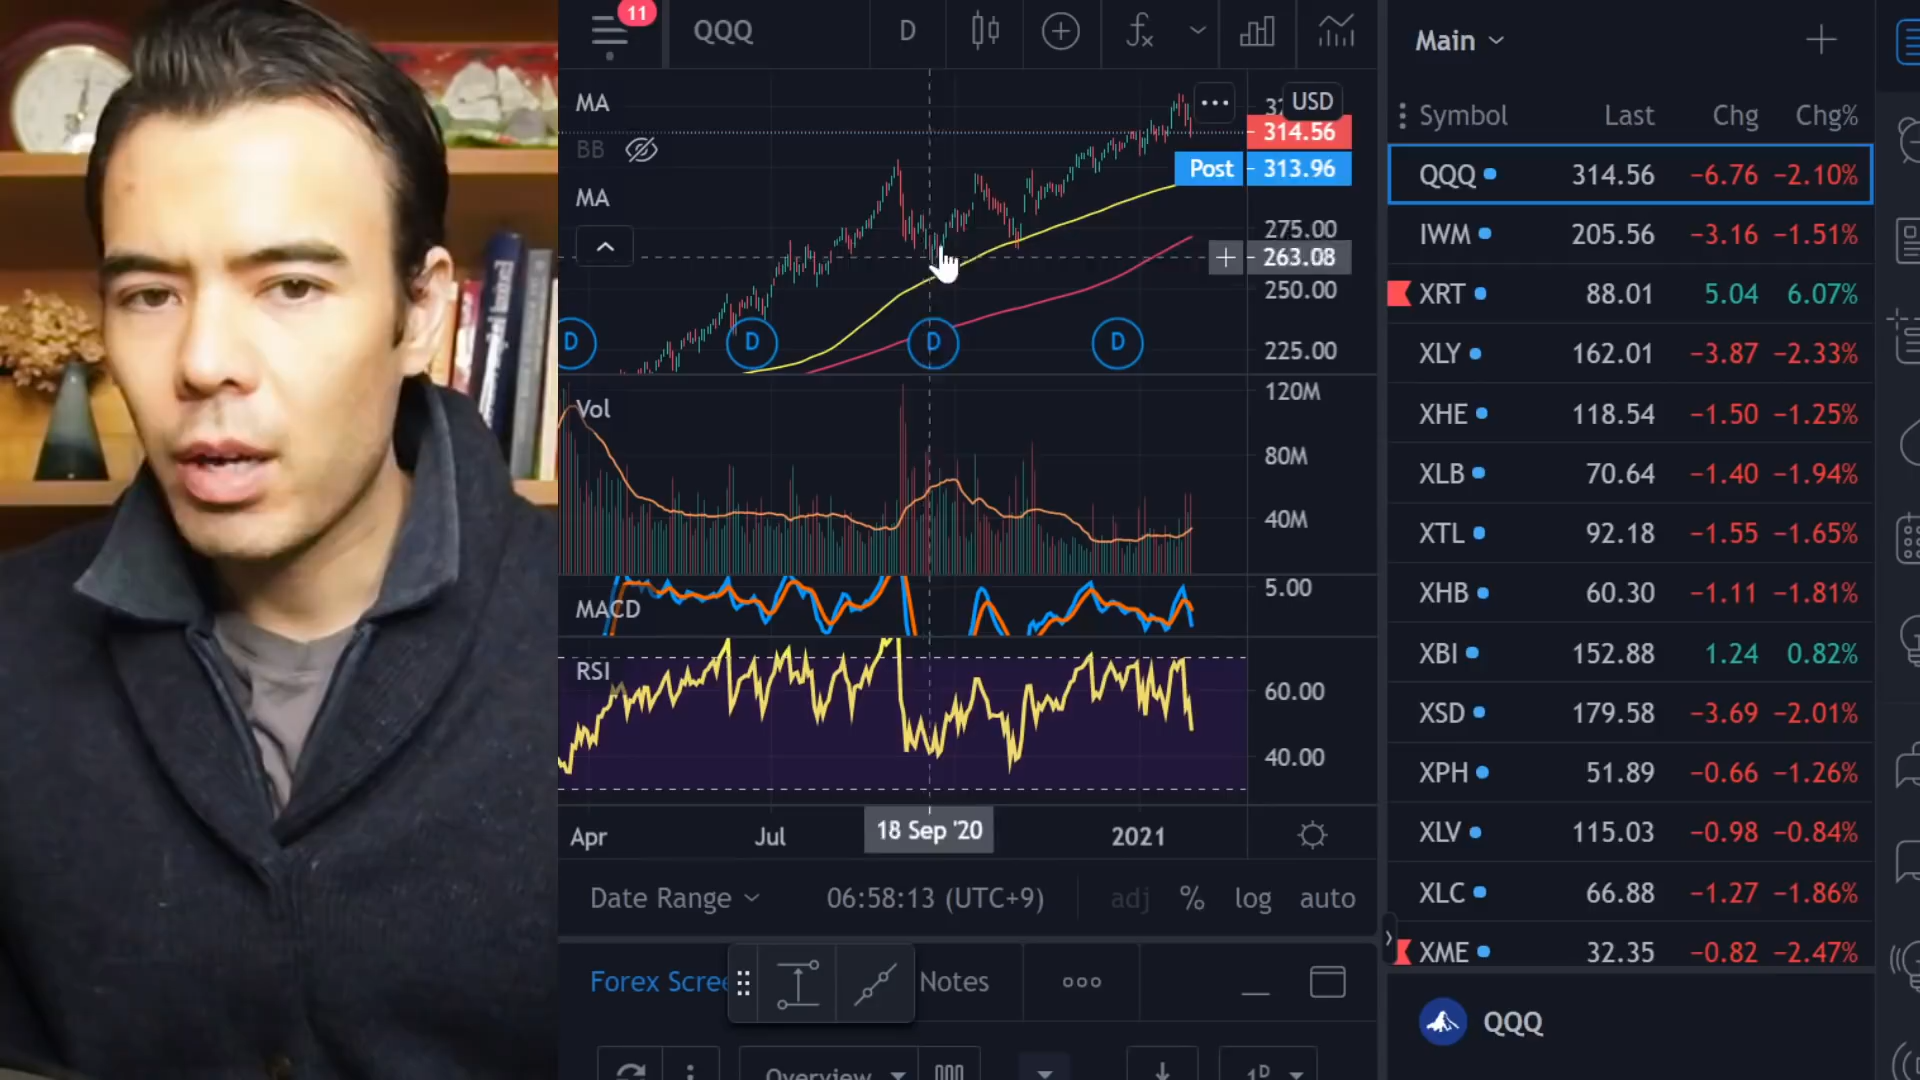 11
QQQ
D
fx
Main
Symbol Last Chg Chg%
MA
USD
314.56
BB
Post 313.96
MA
275.00
263.08
250.00
D D D D
225.00
Vol
120M
80M
40M
MACD
5.00
RSI
60.00
40.00
Apr Jul 18 Sep '20 2021
Date Range 06:58:13 (UTC+9) adj % log auto
Forex Scree Notes
Overview 1D
QQQ 314.56 −6.76 −2.10%
IWM 205.56 −3.16 −1.51%
XRT 88.01 5.04 6.07%
XLY 162.01 −3.87 −2.33%
XHE 118.54 −1.50 −1.25%
XLB 70.64 −1.40 −1.94%
XTL 92.18 −1.55 −1.65%
XHB 60.30 −1.11 −1.81%
XBI 152.88 1.24 0.82%
XSD 179.58 −3.69 −2.01%
XPH 51.89 −0.66 −1.26%
XLV 115.03 −0.98 −0.84%
XLC 66.88 −1.27 −1.86%
XME 32.35 −0.82 −2.47%
QQQ